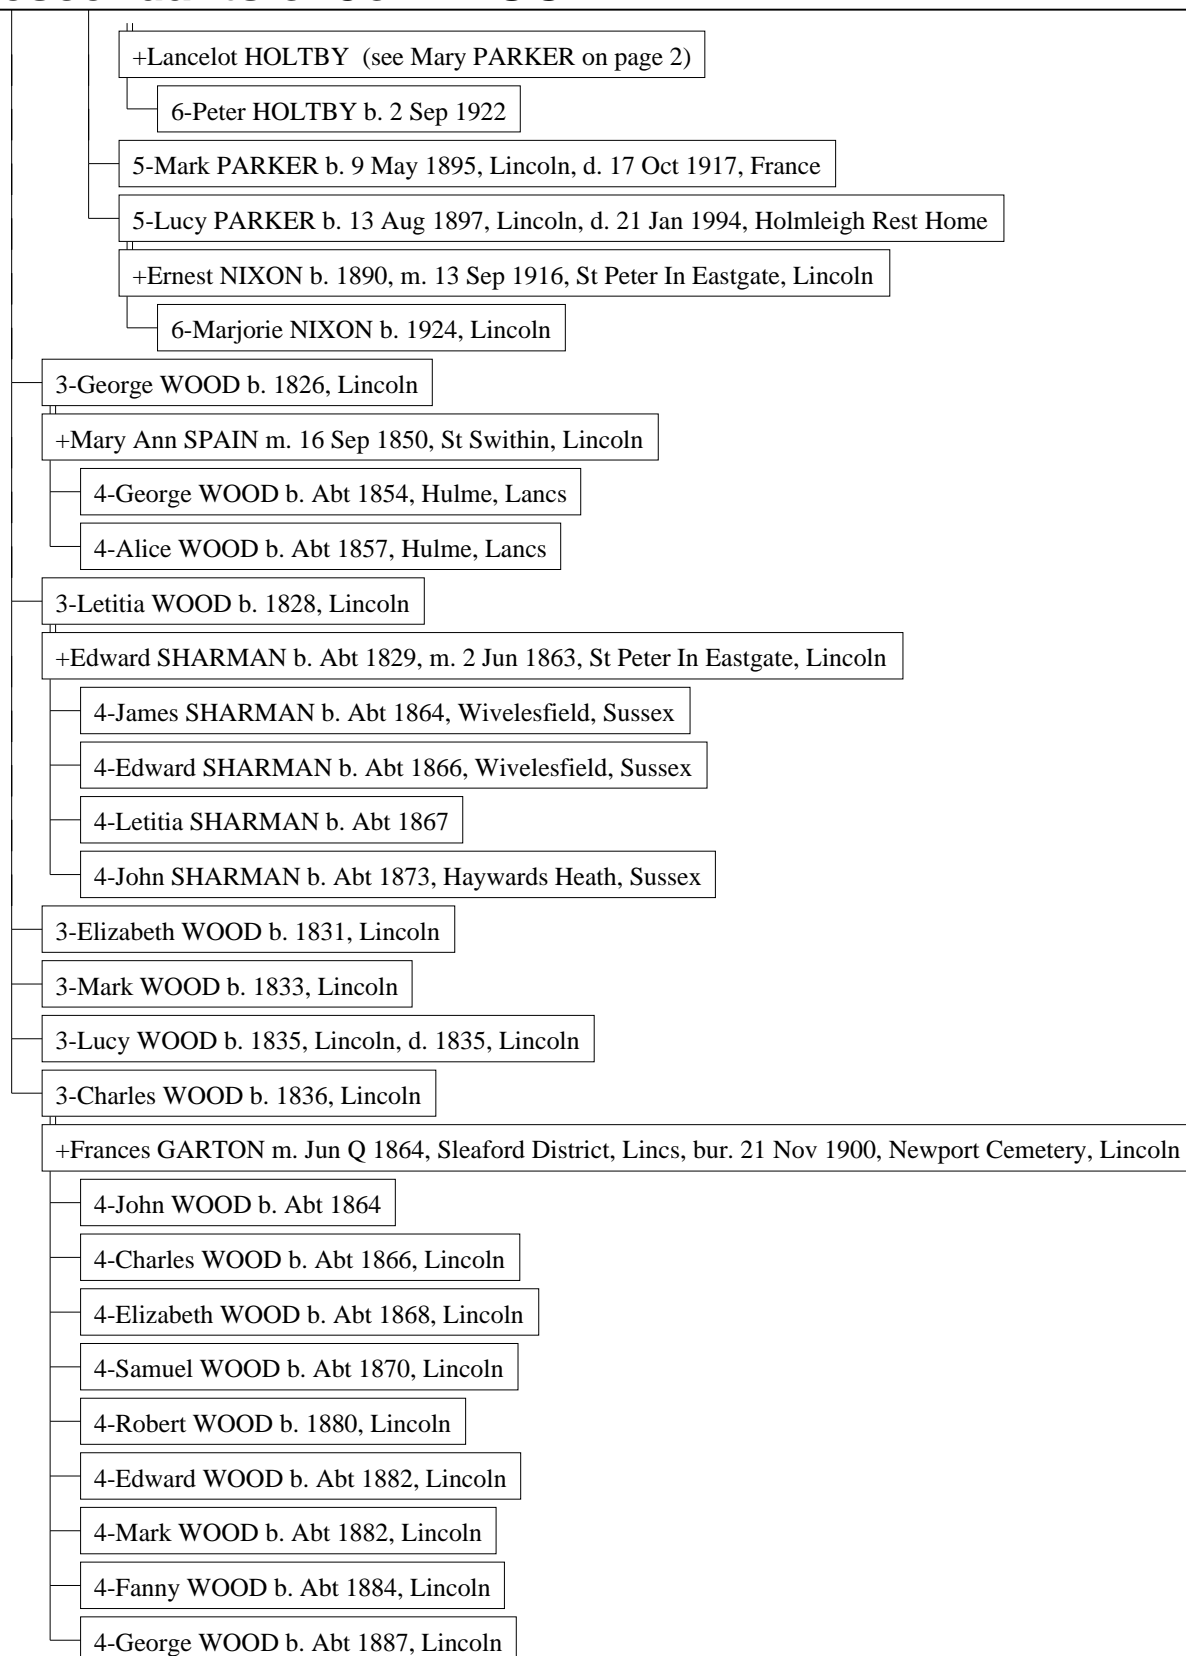 +Lancelot HOLTBY (see Mary PARKER on page 2)
6-Peter HOLTBY b. 2 Sep 1922
5-Mark PARKER b. 9 May 1895, Lincoln, d. 17 Oct 1917, France
5-Lucy PARKER b. 13 Aug 1897, Lincoln, d. 21 Jan 1994, Holmleigh Rest Home
+Ernest NIXON b. 1890, m. 13 Sep 1916, St Peter In Eastgate, Lincoln
6-Marjorie NIXON b. 1924, Lincoln
3-George WOOD b. 1826, Lincoln
+Mary Ann SPAIN m. 16 Sep 1850, St Swithin, Lincoln
4-George WOOD b. Abt 1854, Hulme, Lancs
4-Alice WOOD b. Abt 1857, Hulme, Lancs
3-Letitia WOOD b. 1828, Lincoln
+Edward SHARMAN b. Abt 1829, m. 2 Jun 1863, St Peter In Eastgate, Lincoln
4-James SHARMAN b. Abt 1864, Wivelesfield, Sussex
4-Edward SHARMAN b. Abt 1866, Wivelesfield, Sussex
4-Letitia SHARMAN b. Abt 1867
4-John SHARMAN b. Abt 1873, Haywards Heath, Sussex
3-Elizabeth WOOD b. 1831, Lincoln
3-Mark WOOD b. 1833, Lincoln
3-Lucy WOOD b. 1835, Lincoln, d. 1835, Lincoln
3-Charles WOOD b. 1836, Lincoln
+Frances GARTON m. Jun Q 1864, Sleaford District, Lincs, bur. 21 Nov 1900, Newport Cemetery, Lincoln
4-John WOOD b. Abt 1864
4-Charles WOOD b. Abt 1866, Lincoln
4-Elizabeth WOOD b. Abt 1868, Lincoln
4-Samuel WOOD b. Abt 1870, Lincoln
4-Robert WOOD b. 1880, Lincoln
4-Edward WOOD b. Abt 1882, Lincoln
4-Mark WOOD b. Abt 1882, Lincoln
4-Fanny WOOD b. Abt 1884, Lincoln
4-George WOOD b. Abt 1887, Lincoln